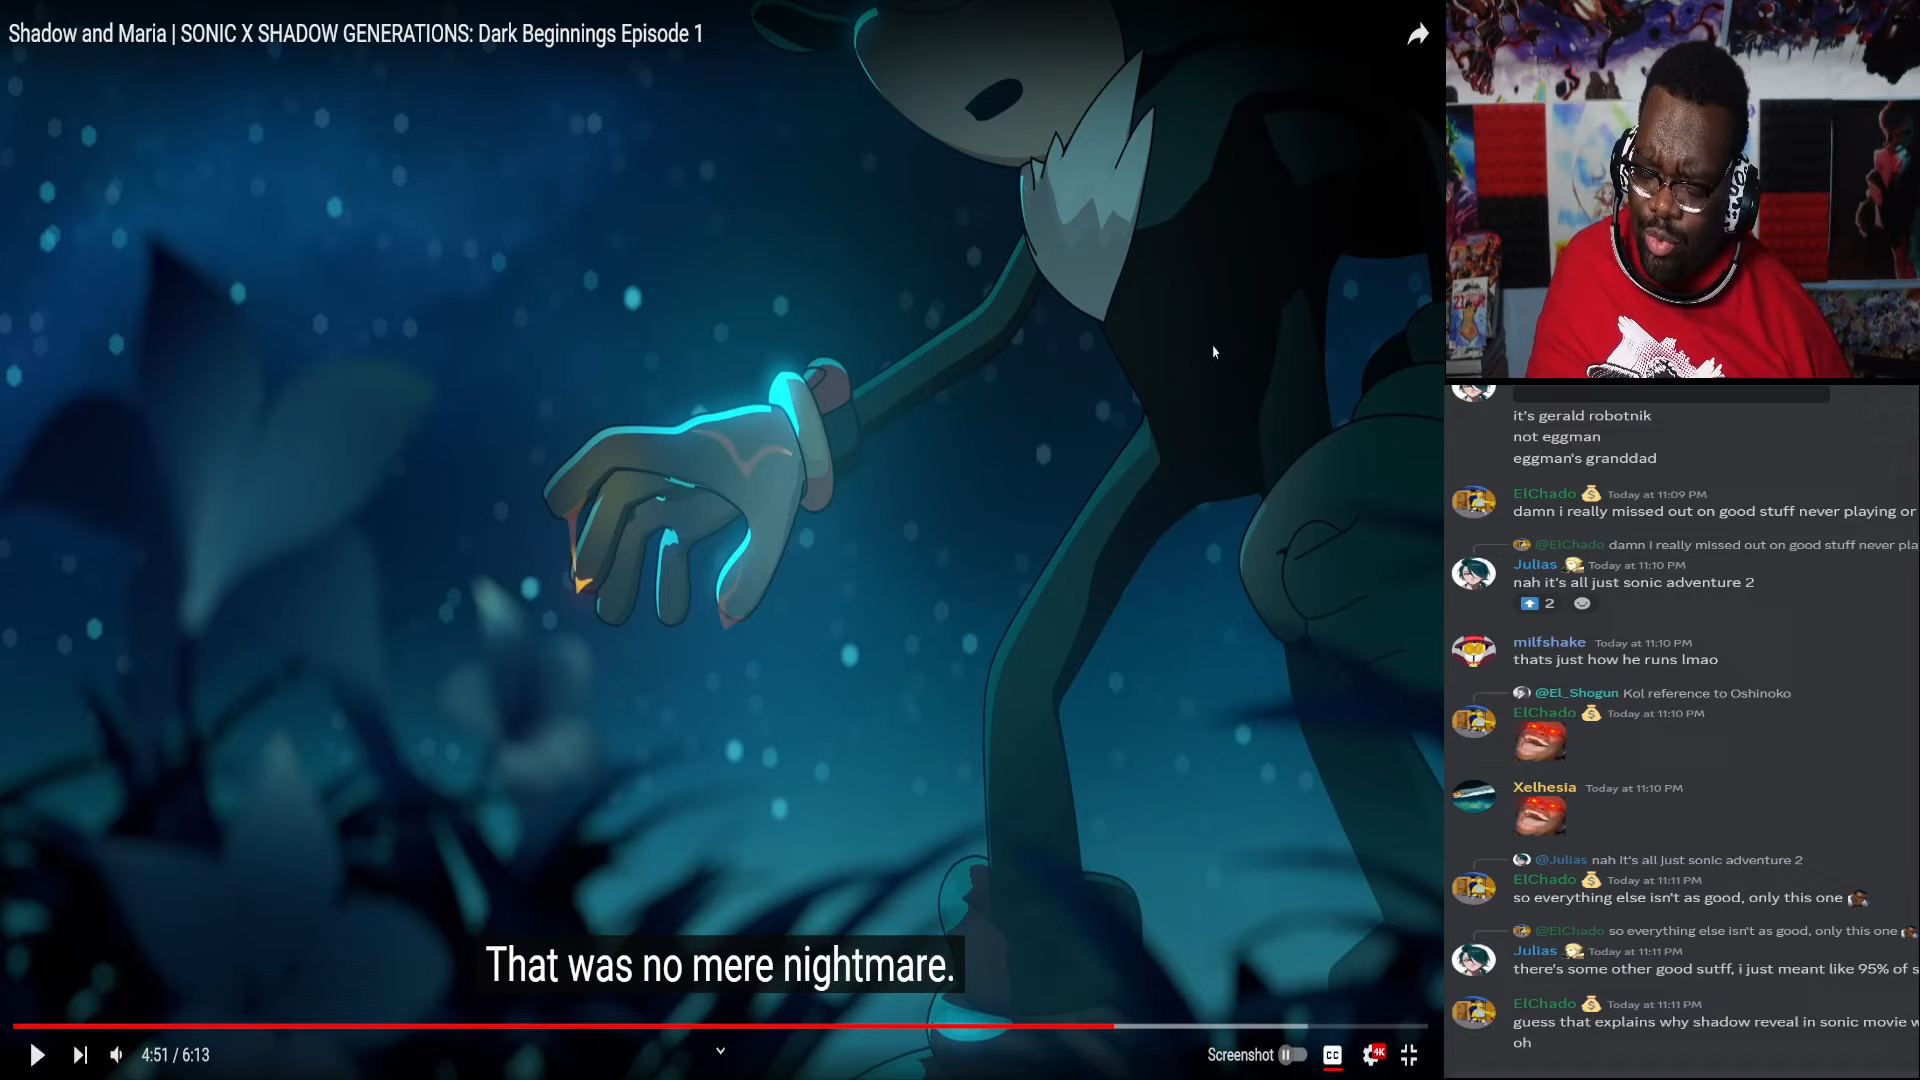 Shadow and Maria | SONIC X SHADOW GENERATIONS: Dark Beginnings Episode 1
That was no mere nightmare.
4:51 / 6:13
Screenshot
CC
4K
it's gerald robotnik
not eggman
eggman's granddad
ElChado Today at 11:09 PM
damn i really missed out on good stuff never playing or
@ElChado damn i really missed out on good stuff never pla
Julias Today at 11:10 PM
nah it's all just sonic adventure 2
2
milfshake Today at 11:10 PM
thats just how he runs lmao
@El_Shogun Kol reference to Oshinoko
ElChado Today at 11:10 PM
Xelhesia Today at 11:10 PM
@Julias nah it's all just sonic adventure 2
ElChado Today at 11:11 PM
so everything else isn't as good, only this one
@ElChado so everything else isn't as good, only this one
Julias Today at 11:11 PM
there's some other good sutff, i just meant like 95% of s
ElChado Today at 11:11 PM
guess that explains why shadow reveal in sonic movie w
oh